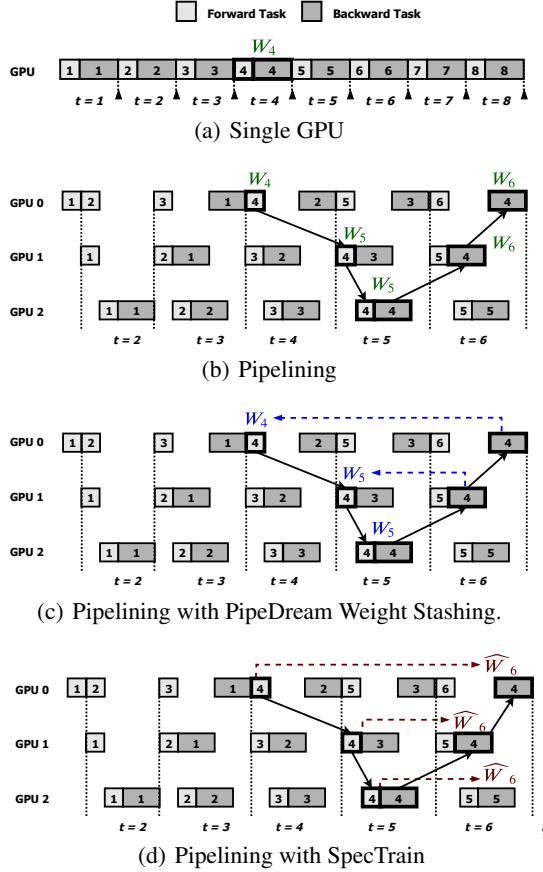 Forward Task Backward Task
W4
GPU 1 1 2 2 3 3 4 4 5 5 6 6 7 7 8 8
t = 1 t = 2 t = 3 t = 4 t = 5 t = 6 t = 7 t = 8
(a) Single GPU
W4 W6
GPU 0 1 2 3 1 4 2 5 3 6 4
W5 W6
GPU 1 1 2 1 3 2 4 3 5 4
W5
GPU 2 1 1 2 2 3 3 4 4 5 5
t = 2 t = 3 t = 4 t = 5 t = 6
(b) Pipelining
W4
GPU 0 1 2 3 1 4 2 5 3 6 4
W5
GPU 1 1 2 1 3 2 4 3 5 4
W5
GPU 2 1 1 2 2 3 3 4 4 5 5
t = 2 t = 3 t = 4 t = 5 t = 6
(c) Pipelining with PipeDream Weight Stashing.
Ŵ6
GPU 0 1 2 3 1 4 2 5 3 6 4
Ŵ6
GPU 1 1 2 1 3 2 4 3 5 4
Ŵ6
GPU 2 1 1 2 2 3 3 4 4 5 5
t = 2 t = 3 t = 4 t = 5 t = 6
(d) Pipelining with SpecTrain